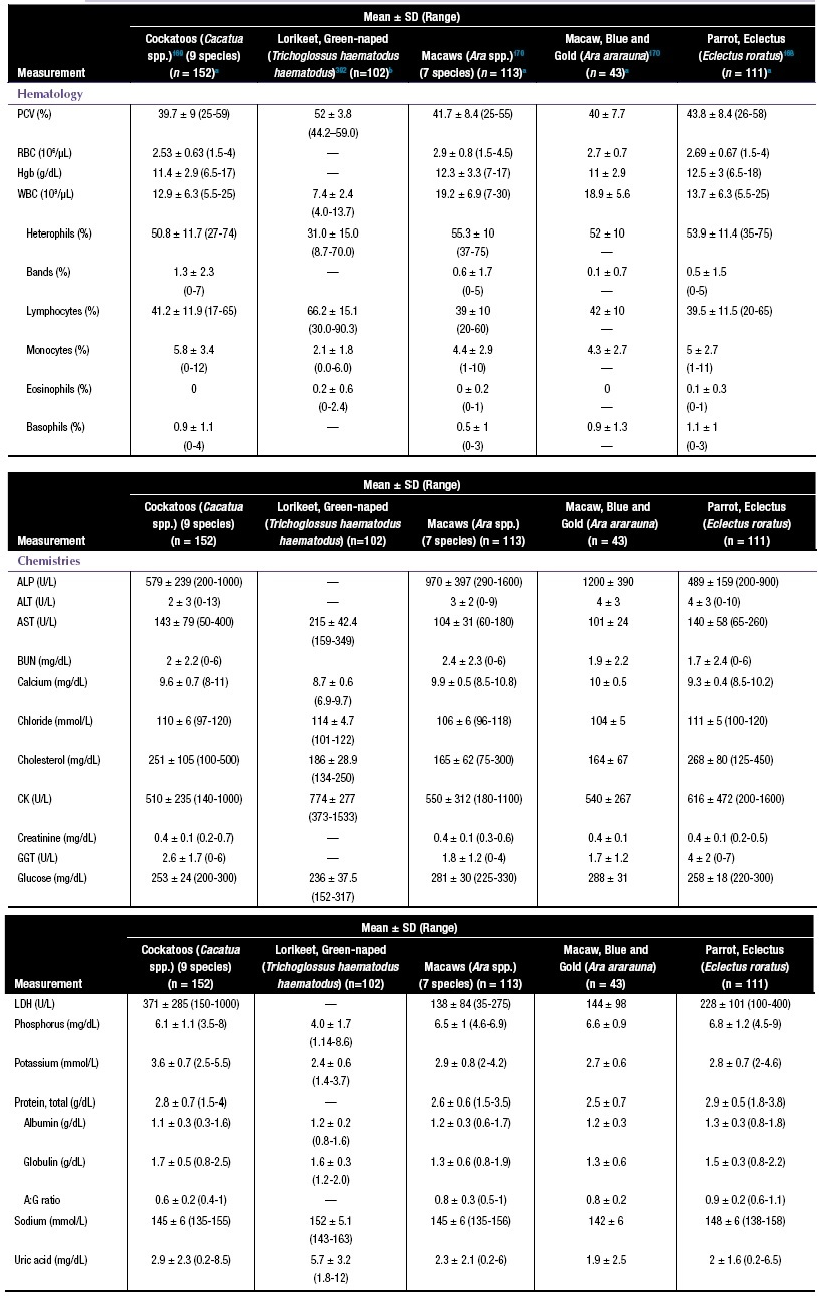 Mean ± SD (Range)
Cockatoos (Cacatua Lorikeet, Green-naped Macaw, Blue and Parrot, Eclectus
spp.)¹⁶⁹ (9 species) (Trichoglossus haematodus Macaws (Ara spp.)¹⁷⁰ Gold (Ara ararauna)¹⁷⁰ (Eclectus roratus)¹⁶⁸
Measurement (n = 152)ᵃ haematodus)³⁹² (n=102)ᵇ (7 species) (n = 113)ᵃ (n = 43)ᵃ (n = 111)ᵃ
Hematology
PCV (%) 39.7 ± 9 (25-59) 52 ± 3.8 41.7 ± 8.4 (25-55) 40 ± 7.7 43.8 ± 8.4 (26-58)
(44.2–59.0)
RBC (10⁶/µL) 2.53 ± 0.63 (1.5-4) — 2.9 ± 0.8 (1.5-4.5) 2.7 ± 0.7 2.69 ± 0.67 (1.5-4)
Hgb (g/dL) 11.4 ± 2.9 (6.5-17) — 12.3 ± 3.3 (7-17) 11 ± 2.9 12.5 ± 3 (6.5-18)
WBC (10³/µL) 12.9 ± 6.3 (5.5-25) 7.4 ± 2.4 19.2 ± 6.9 (7-30) 18.9 ± 5.6 13.7 ± 6.3 (5.5-25)
(4.0-13.7)
Heterophils (%) 50.8 ± 11.7 (27-74) 31.0 ± 15.0 55.3 ± 10 52 ± 10 53.9 ± 11.4 (35-75)
(8.7-70.0) (37-75) —
Bands (%) 1.3 ± 2.3 — 0.6 ± 1.7 0.1 ± 0.7 0.5 ± 1.5
(0-7) (0-5) — (0-5)
Lymphocytes (%) 41.2 ± 11.9 (17-65) 66.2 ± 15.1 39 ± 10 42 ± 10 39.5 ± 11.5 (20-65)
(30.0-90.3) (20-60) —
Monocytes (%) 5.8 ± 3.4 2.1 ± 1.8 4.4 ± 2.9 4.3 ± 2.7 5 ± 2.7
(0-12) (0.0-6.0) (1-10) — (1-11)
Eosinophils (%) 0 0.2 ± 0.6 0 ± 0.2 0 0.1 ± 0.3
(0-2.4) (0-1) — (0-1)
Basophils (%) 0.9 ± 1.1 — 0.5 ± 1 0.9 ± 1.3 1.1 ± 1
(0-4) (0-3) — (0-3)
Mean ± SD (Range)
Cockatoos (Cacatua Lorikeet, Green-naped Macaw, Blue and Parrot, Eclectus
spp.) (9 species) (Trichoglossus haematodus Macaws (Ara spp.) Gold (Ara ararauna) (Eclectus roratus)
Measurement (n = 152) haematodus) (n=102) (7 species) (n = 113) (n = 43) (n = 111)
Chemistries
ALP (U/L) 579 ± 239 (200-1000) — 970 ± 397 (290-1600) 1200 ± 390 489 ± 159 (200-900)
ALT (U/L) 2 ± 3 (0-13) — 3 ± 2 (0-9) 4 ± 3 4 ± 3 (0-10)
AST (U/L) 143 ± 79 (50-400) 215 ± 42.4 104 ± 31 (60-180) 101 ± 24 140 ± 58 (65-260)
(159-349)
BUN (mg/dL) 2 ± 2.2 (0-6) 2.4 ± 2.3 (0-6) 1.9 ± 2.2 1.7 ± 2.4 (0-6)
Calcium (mg/dL) 9.6 ± 0.7 (8-11) 8.7 ± 0.6 9.9 ± 0.5 (8.5-10.8) 10 ± 0.5 9.3 ± 0.4 (8.5-10.2)
(6.9-9.7)
Chloride (mmol/L) 110 ± 6 (97-120) 114 ± 4.7 106 ± 6 (96-118) 104 ± 5 111 ± 5 (100-120)
(101-122)
Cholesterol (mg/dL) 251 ± 105 (100-500) 186 ± 28.9 165 ± 62 (75-300) 164 ± 67 268 ± 80 (125-450)
(134-250)
CK (U/L) 510 ± 235 (140-1000) 774 ± 277 550 ± 312 (180-1100) 540 ± 267 616 ± 472 (200-1600)
(373-1533)
Creatinine (mg/dL) 0.4 ± 0.1 (0.2-0.7) — 0.4 ± 0.1 (0.3-0.6) 0.4 ± 0.1 0.4 ± 0.1 (0.2-0.5)
GGT (U/L) 2.6 ± 1.7 (0-6) — 1.8 ± 1.2 (0-4) 1.7 ± 1.2 4 ± 2 (0-7)
Glucose (mg/dL) 253 ± 24 (200-300) 236 ± 37.5 281 ± 30 (225-330) 288 ± 31 258 ± 18 (220-300)
(152-317)
Mean ± SD (Range)
Cockatoos (Cacatua Lorikeet, Green-naped Macaw, Blue and Parrot, Eclectus
spp.) (9 species) (Trichoglossus haematodus Macaws (Ara spp.) Gold (Ara ararauna) (Eclectus roratus)
Measurement (n = 152) haematodus) (n=102) (7 species) (n = 113) (n = 43) (n = 111)
LDH (U/L) 371 ± 285 (150-1000) — 138 ± 84 (35-275) 144 ± 98 228 ± 101 (100-400)
Phosphorus (mg/dL) 6.1 ± 1.1 (3.5-8) 4.0 ± 1.7 6.5 ± 1 (4.6-6.9) 6.6 ± 0.9 6.8 ± 1.2 (4.5-9)
(1.14-8.6)
Potassium (mmol/L) 3.6 ± 0.7 (2.5-5.5) 2.4 ± 0.6 2.9 ± 0.8 (2-4.2) 2.7 ± 0.6 2.8 ± 0.7 (2-4.6)
(1.4-3.7)
Protein, total (g/dL) 2.8 ± 0.7 (1.5-4) — 2.6 ± 0.6 (1.5-3.5) 2.5 ± 0.7 2.9 ± 0.5 (1.8-3.8)
Albumin (g/dL) 1.1 ± 0.3 (0.3-1.6) 1.2 ± 0.2 1.2 ± 0.3 (0.6-1.7) 1.2 ± 0.3 1.3 ± 0.3 (0.8-1.8)
(0.8-1.6)
Globulin (g/dL) 1.7 ± 0.5 (0.8-2.5) 1.6 ± 0.3 1.3 ± 0.6 (0.8-1.9) 1.3 ± 0.6 1.5 ± 0.3 (0.8-2.2)
(1.2-2.0)
A:G ratio 0.6 ± 0.2 (0.4-1) — 0.8 ± 0.3 (0.5-1) 0.8 ± 0.2 0.9 ± 0.2 (0.6-1.1)
Sodium (mmol/L) 145 ± 6 (135-155) 152 ± 5.1 145 ± 6 (135-156) 142 ± 6 148 ± 6 (138-158)
(143-163)
Uric acid (mg/dL) 2.9 ± 2.3 (0.2-8.5) 5.7 ± 3.2 2.3 ± 2.1 (0.2-6) 1.9 ± 2.5 2 ± 1.6 (0.2-6.5)
(1.8-12)